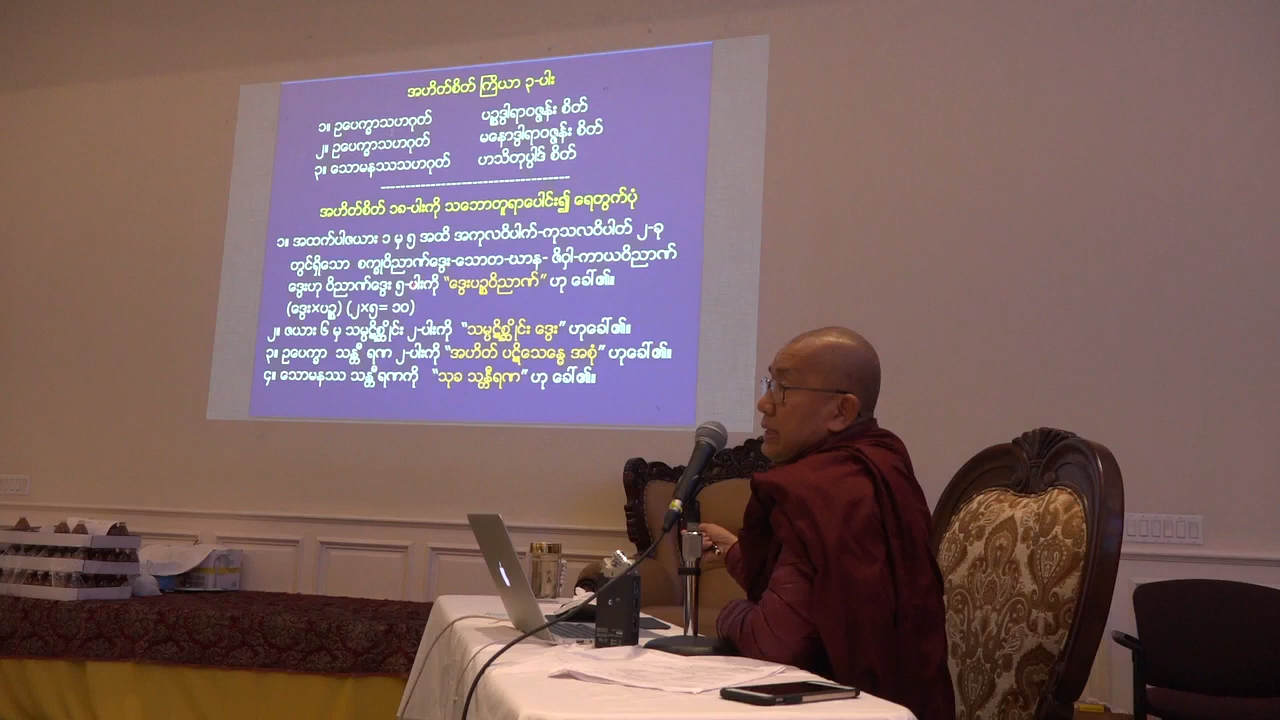 အဟိတ်စိတ် ကြိယာ ၃-ပါး
၁။ ဥပေက္ခာသဟဂုတ် ပဉ္စဒွါရာဝဇ္ဇန်း စိတ်
၂။ ဥပေက္ခာသဟဂုတ် မနောဒွါရာဝဇ္ဇန်း စိတ်
၃။ သောမနဿသဟဂုတ် ဟသိတုပ္ပါဒ် စိတ်
------------------------------------
အဟိတ်စိတ် ၁၈-ပါးကို သဘောတူရာပေါင်း၍ ရေတွက်ပုံ
၁။ အထက်ပါဇယား ၁ မှ ၅ အထိ အကုလဝိပါက်-ကုသလဝိပါတ် ၂-ခု
တွင်ရှိသော စက္ခုဝိညာဏ်ဒွေး-သောတ-ဃာန- ဇိဝှါ-ကာယဝိညာဏ်
ဒွေးဟု ဝိညာဏ်ဒွေး ၅-ပါးကို “ဒွေးပဉ္စဝိညာဏ်” ဟု ခေါ်၏။
(ဒွေး×ပဉ္စ) (၂×၅= ၁၀)
၂။ ဇယား ၆ မှ သမ္ပဋိစ္ဆိုင်း ၂-ပါးကို “သမ္ပဋိစ္ဆိုင်း ဒွေး” ဟုခေါ်၏။
၃။ ဥပေက္ခာ သန္တီ ရဏ ၂-ပါးကို “အဟိတ် ပဋိသေန္ဓေ အစုံ” ဟုခေါ်၏။
၄။ သောမနဿ သန္တီရဏကို “သုခ သန္တီရဏ” ဟု ခေါ်၏။